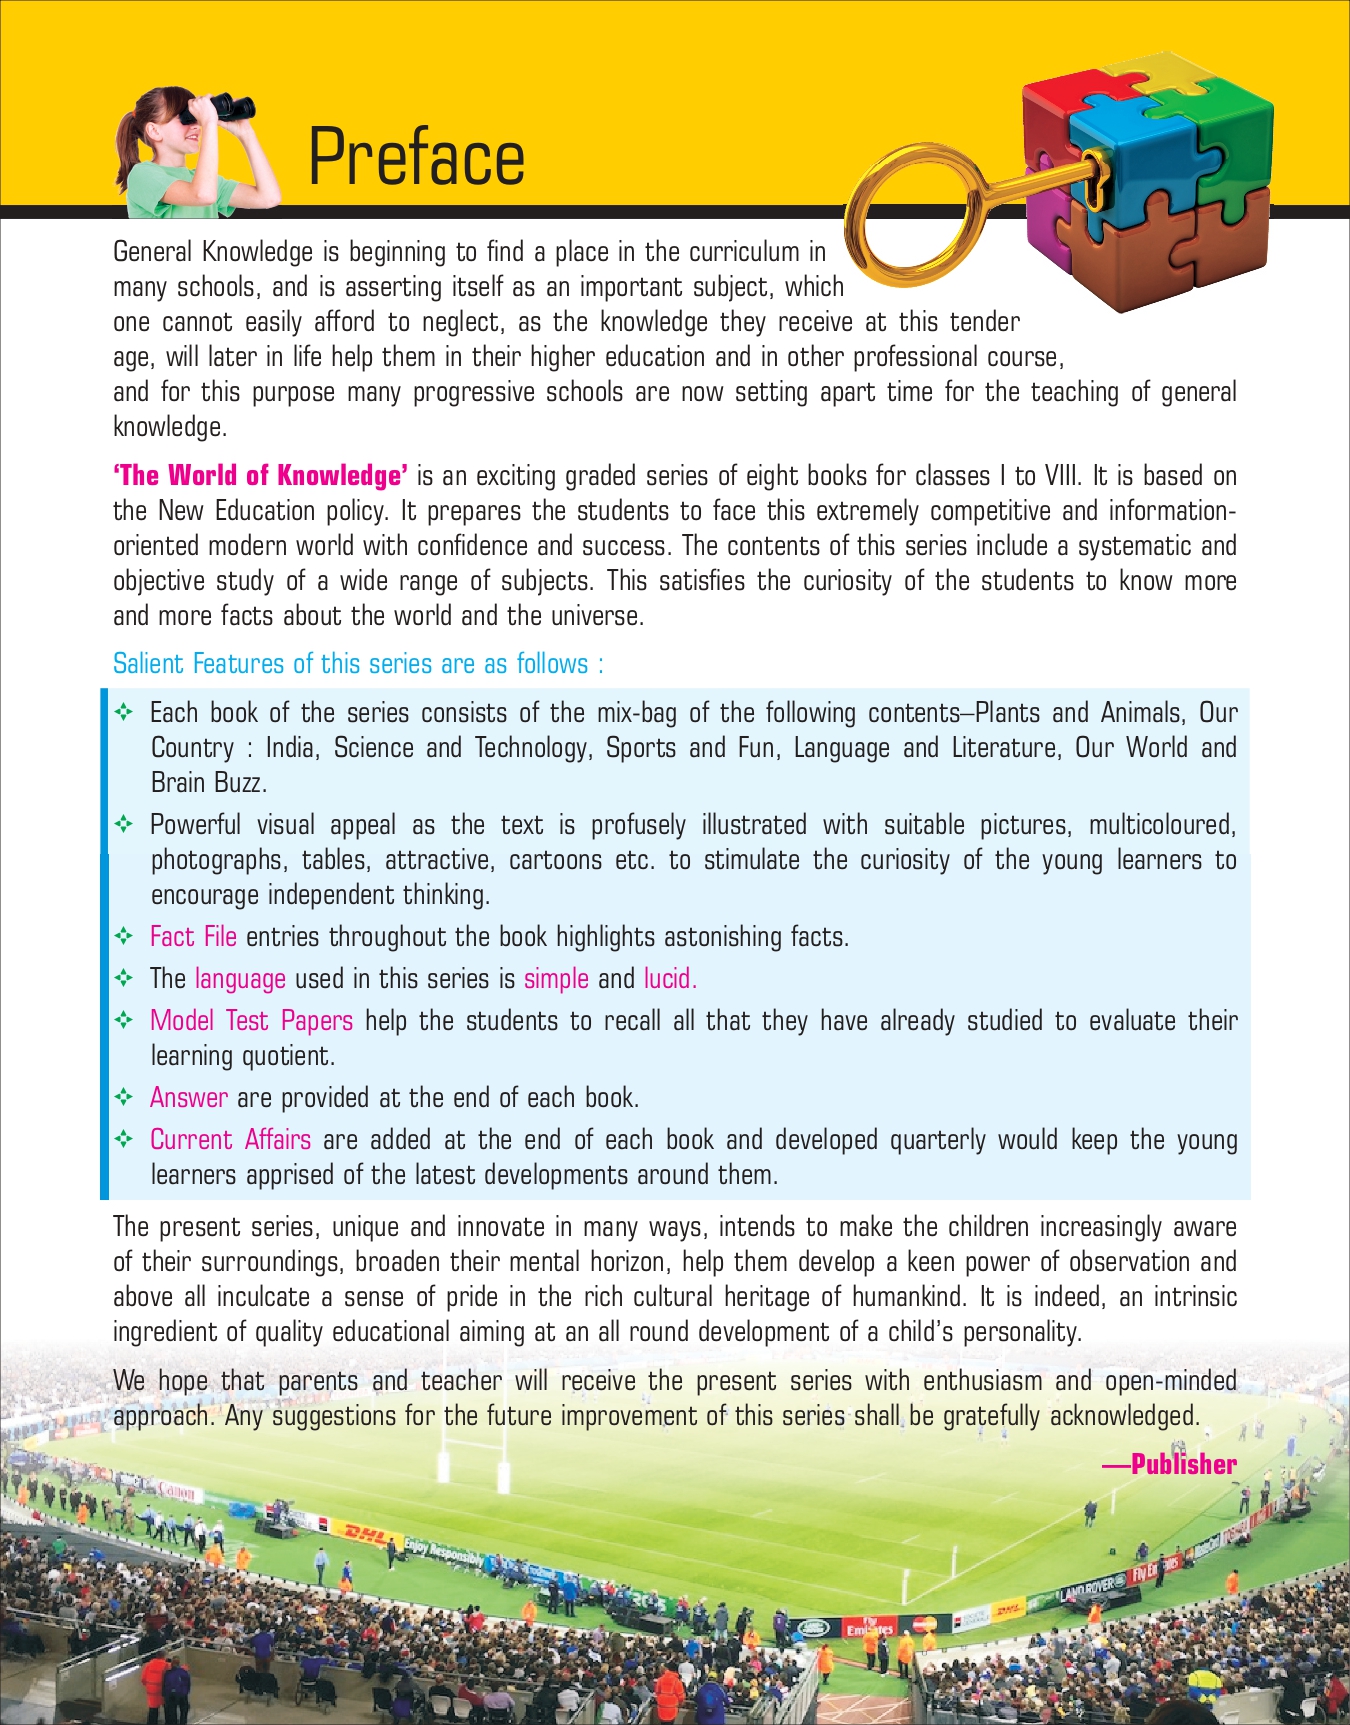 Preface
General Knowledge is beginning to find a place in the curriculum in
many schools, and is asserting itself as an important subject, which
one cannot easily afford to neglect, as the knowledge they receive at this tender
age, will later in life help them in their higher education and in other professional course,
and for this purpose many progressive schools are now setting apart time for the teaching of general
knowledge.
‘The World of Knowledge’ is an exciting graded series of eight books for classes I to VIII. It is based on
the New Education policy. It prepares the students to face this extremely competitive and information-
oriented modern world with confidence and success. The contents of this series include a systematic and
objective study of a wide range of subjects. This satisfies the curiosity of the students to know more
and more facts about the world and the universe.
Salient Features of this series are as follows :
Each book of the series consists of the mix-bag of the following contents—Plants and Animals, Our
Country : India, Science and Technology, Sports and Fun, Language and Literature, Our World and
Brain Buzz.
Powerful visual appeal as the text is profusely illustrated with suitable pictures, multicoloured,
photographs, tables, attractive, cartoons etc. to stimulate the curiosity of the young learners to
encourage independent thinking.
Fact File entries throughout the book highlights astonishing facts.
The language used in this series is simple and lucid.
Model Test Papers help the students to recall all that they have already studied to evaluate their
learning quotient.
Answer are provided at the end of each book.
Current Affairs are added at the end of each book and developed quarterly would keep the young
learners apprised of the latest developments around them.
The present series, unique and innovate in many ways, intends to make the children increasingly aware
of their surroundings, broaden their mental horizon, help them develop a keen power of observation and
above all inculcate a sense of pride in the rich cultural heritage of humankind. It is indeed, an intrinsic
ingredient of quality educational aiming at an all round development of a child’s personality.
We hope that parents and teacher will receive the present series with enthusiasm and open-minded
approach. Any suggestions for the future improvement of this series shall be gratefully acknowledged.
—Publisher
Canon
DHL
Enjoy Responsibly
LAND ROVER
Fly Emirates
Fly Emirates
MasterCard
DHL